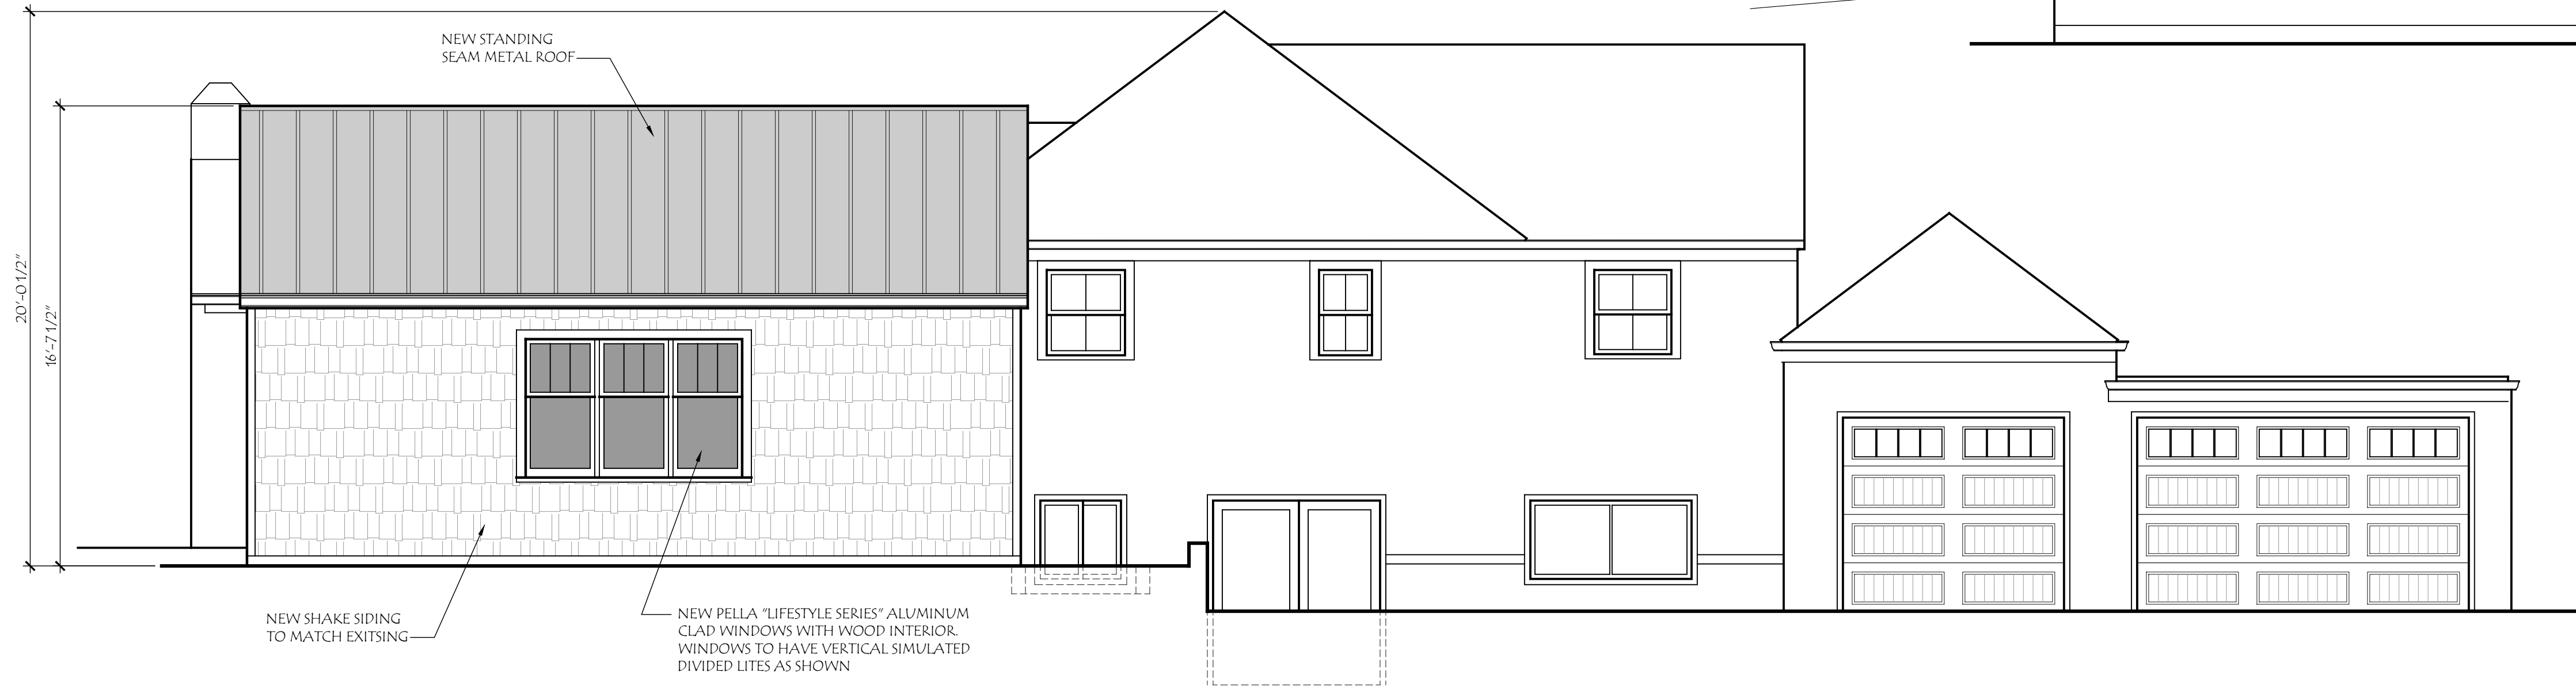 NEW STANDING
SEAM METAL ROOF
20'-0 1/2"
16'-7 1/2"
NEW SHAKE SIDING
TO MATCH EXITSING
NEW PELLA "LIFESTYLE SERIES" ALUMINUM
CLAD WINDOWS WITH WOOD INTERIOR.
WINDOWS TO HAVE VERTICAL SIMULATED
DIVIDED LITES AS SHOWN